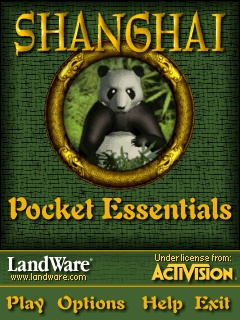 SHANGHAI
Pocket Essentials
LandWare®
www.landware.com
Under license from:
ACTIVISION
Play Options Help Exit